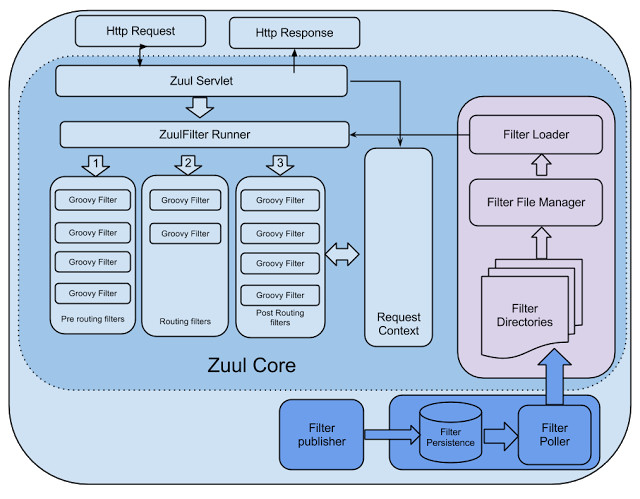 Http Request
Http Response
Zuul Servlet
ZuulFilter Runner
Filter Loader
1
2
3
Groovy Filter
Groovy Filter
Groovy Filter
Groovy Filter
Pre routing filters
Groovy Filter
Groovy Filter
Routing filters
Groovy Filter
Groovy Filter
Groovy Filter
Groovy Filter
Post Routing
filters
Request
Context
Filter File Manager
Filter
Directories
Zuul Core
Filter
publisher
Filter
Persistence
Filter
Poller